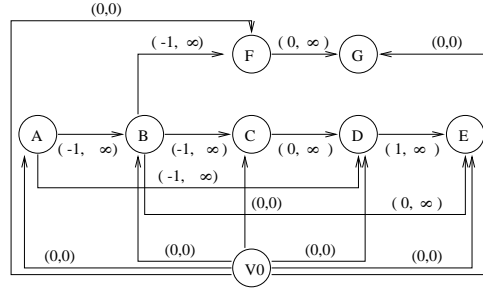 (0,0)
(-1, ∞)
F
(0, ∞)
G
(0,0)
A
B
C
D
E
(-1, ∞)
(-1, ∞)
(0, ∞)
(1, ∞)
(-1, ∞)
(0,0)
(0, ∞)
(0,0)
(0,0)
(0,0)
(0,0)
V0